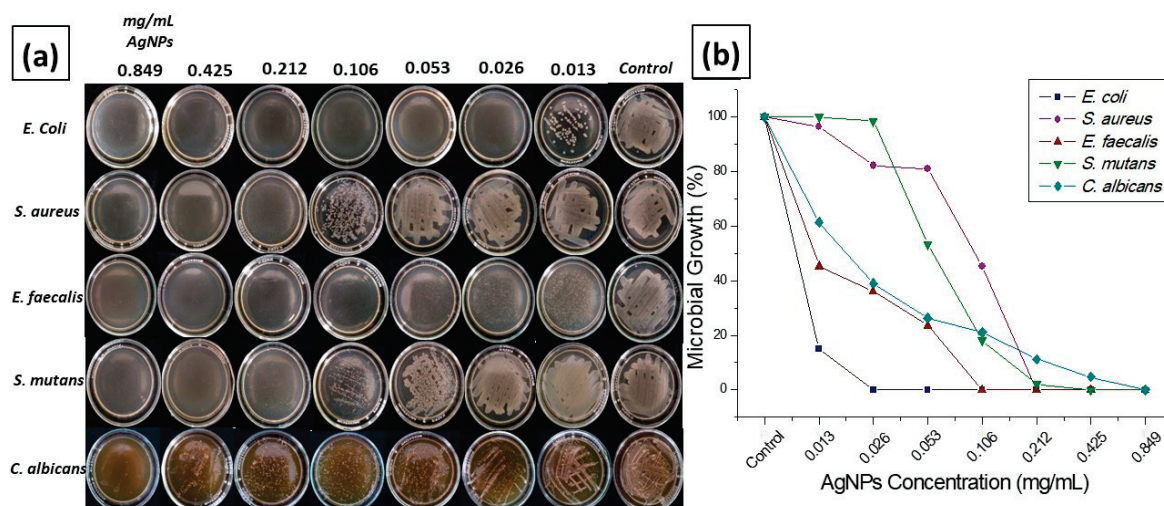 (a)
mg/mL
AgNPs
0.849 0.425 0.212 0.106 0.053 0.026 0.013 Control
E. Coli
S. aureus
E. faecalis
S. mutans
C. albicans
(b)
E. coli
S. aureus
E. faecalis
S. mutans
C. albicans
Microbial Growth (%)
100
80
60
40
20
0
Control 0.013 0.026 0.053 0.106 0.212 0.425 0.849
AgNPs Concentration (mg/mL)